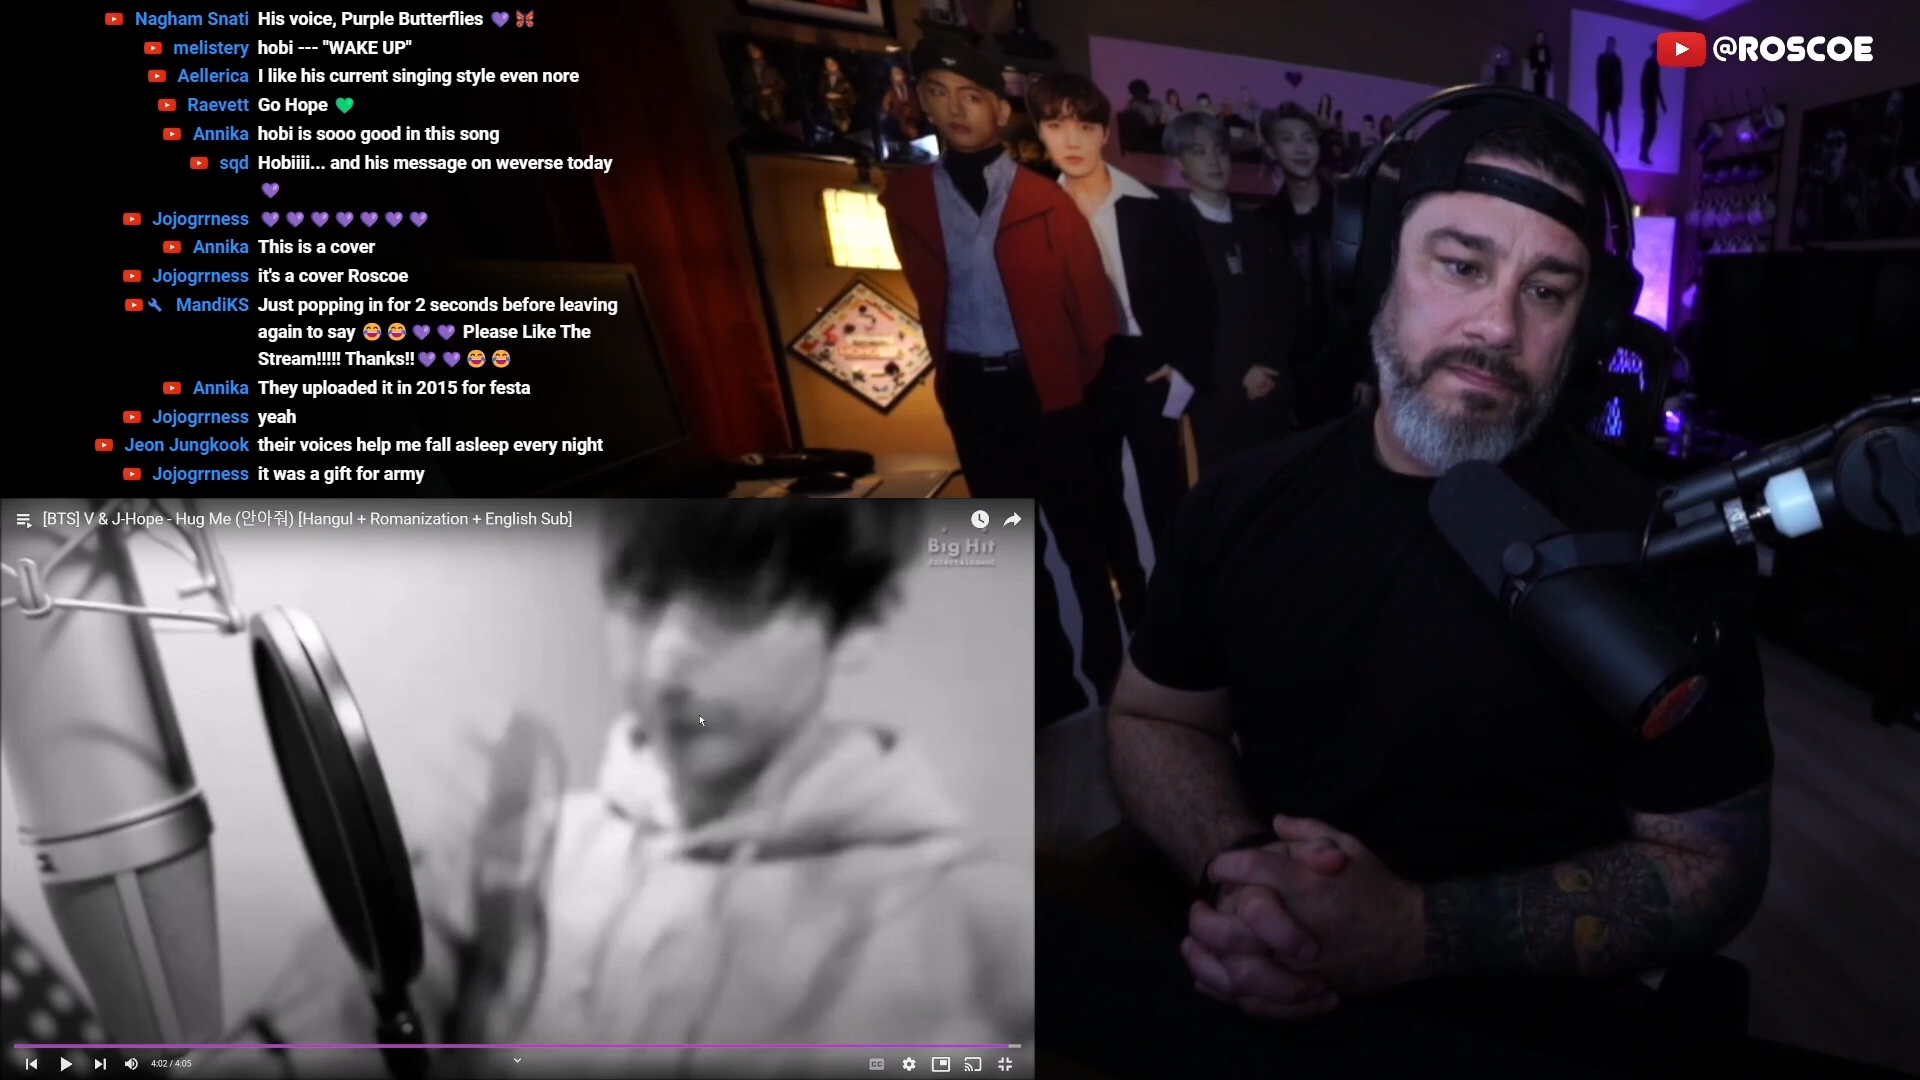 Nagham Snati His voice, Purple Butterflies 💜 🦋
melistery hobi --- "WAKE UP"
Aellerica I like his current singing style even nore
Raevett Go Hope 💚
Annika hobi is sooo good in this song
sqd Hobiiii... and his message on weverse today
💜
Jojogrrness 💜 💜 💜 💜 💜 💜 💜
Annika This is a cover
Jojogrrness it's a cover Roscoe
MandiKS Just popping in for 2 seconds before leaving
again to say 😂 😂 💜 💜 Please Like The
Stream!!!!! Thanks!! 💜 💜 😂 😂
Annika They uploaded it in 2015 for festa
Jojogrrness yeah
Jeon Jungkook their voices help me fall asleep every night
Jojogrrness it was a gift for army
@ROSCOE
[BTS] V & J-Hope - Hug Me (안아줘) [Hangul + Romanization + English Sub]
Big Hit
Entertainment
4:02 / 4:05
CC